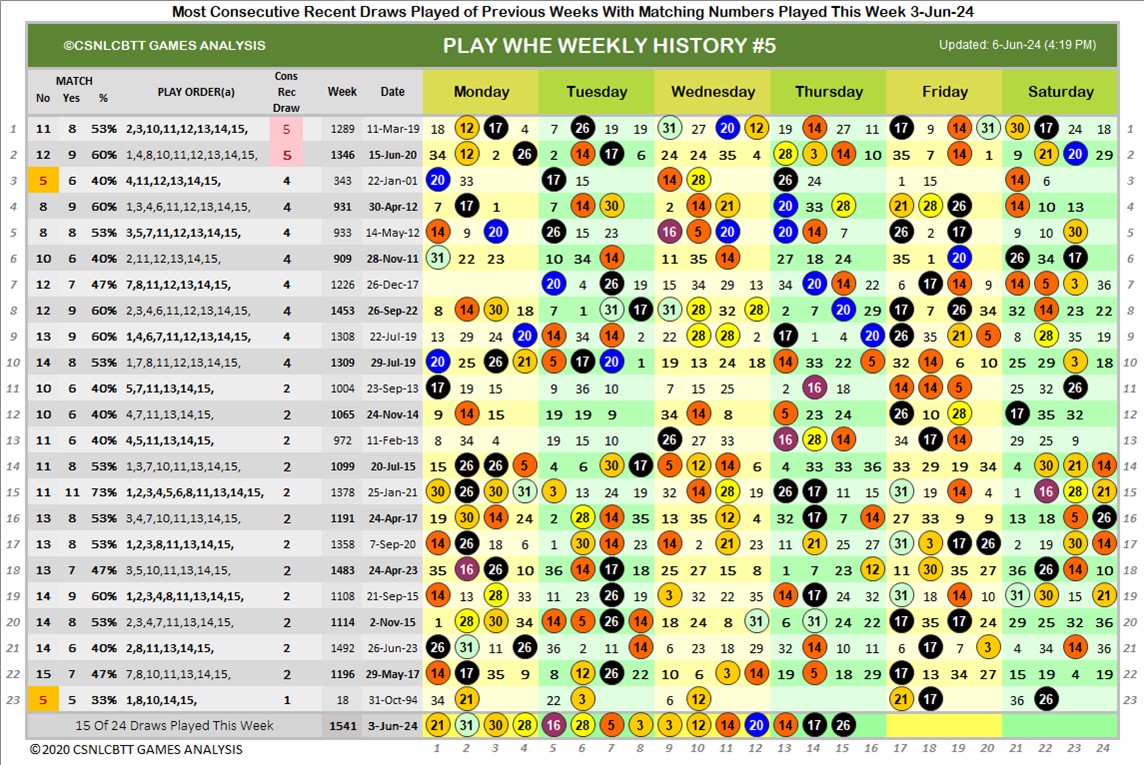 Most Consecutive Recent Draws Played of Previous Weeks With Matching Numbers Played This Week 3-Jun-24
©CSNLCBTT GAMES ANALYSIS PLAY WHE WEEKLY HISTORY #5 Updated: 6-Jun-24 (4:19 PM)
MATCH Cons
No Yes % PLAY ORDER(a) Rec Week Date Monday Tuesday Wednesday Thursday Friday Saturday
Draw
1 11 8 53% 2,3,10,11,12,13,14,15, 5 1289 11-Mar-19 18 12 17 4 7 26 19 19 31 27 20 12 19 14 27 11 17 9 14 31 30 17 24 18 1
2 12 9 60% 1,4,8,10,11,12,13,14,15, 5 1346 15-Jun-20 34 12 2 26 2 14 17 6 24 24 35 4 28 3 14 10 35 7 14 1 9 21 20 29 2
3 5 6 40% 4,11,12,13,14,15, 4 343 22-Jan-01 20 33 17 15 14 28 26 24 1 15 14 6 3
4 8 9 60% 1,3,4,6,11,12,13,14,15, 4 931 30-Apr-12 7 17 1 7 14 30 2 14 21 20 33 28 21 28 26 14 10 13 4
5 8 8 53% 3,5,7,11,12,13,14,15, 4 933 14-May-12 14 9 20 26 15 23 16 5 20 20 14 7 26 2 17 9 10 30 5
6 10 6 40% 2,11,12,13,14,15, 4 909 28-Nov-11 31 22 23 10 34 14 11 35 14 27 18 24 35 1 20 26 34 17 6
7 12 7 47% 7,8,11,12,13,14,15, 4 1226 26-Dec-17 20 4 26 19 15 34 29 13 34 20 14 22 6 17 14 9 14 5 3 36 7
8 12 9 60% 2,3,4,6,11,12,13,14,15, 4 1453 26-Sep-22 8 14 30 18 7 1 31 17 31 28 32 28 2 7 20 29 17 7 26 34 32 14 23 22 8
9 13 9 60% 1,4,6,7,10,11,12,13,14,15, 4 1308 22-Jul-19 13 29 24 20 14 34 14 2 22 28 28 9 17 1 4 20 26 35 21 5 8 28 35 19 9
10 14 8 53% 1,7,8,11,12,13,14,15, 4 1309 29-Jul-19 20 25 26 21 5 17 20 1 19 13 24 18 14 33 22 5 32 14 6 10 25 29 3 18 10
11 10 6 40% 5,7,11,13,14,15, 2 1004 23-Sep-13 17 19 15 9 36 10 7 15 25 2 16 18 14 14 5 25 32 26 11
12 10 6 40% 4,7,11,13,14,15, 2 1065 24-Nov-14 9 14 15 19 19 9 34 14 8 5 23 24 26 10 28 17 35 32 12
13 11 6 40% 4,5,11,13,14,15, 2 972 11-Feb-13 8 34 4 19 15 10 26 27 33 16 28 14 34 17 14 29 25 9 13
14 11 8 53% 1,3,7,10,11,13,14,15, 2 1099 20-Jul-15 15 26 26 5 4 6 30 17 5 12 14 6 4 33 33 36 33 29 19 34 4 30 21 14 14
15 11 11 73% 1,2,3,4,5,6,8,11,13,14,15, 2 1378 25-Jan-21 30 26 30 31 3 13 24 19 32 14 28 19 26 17 11 15 31 19 14 4 1 16 28 21 15
16 13 8 53% 3,4,7,10,11,13,14,15, 2 1191 24-Apr-17 19 30 14 24 2 28 14 35 13 35 12 4 32 17 7 14 27 33 9 9 13 18 5 26 16
17 13 8 53% 1,2,3,8,11,13,14,15, 2 1358 7-Sep-20 14 26 18 6 1 30 14 23 14 2 21 23 11 21 25 27 31 3 17 26 2 19 30 14 17
18 13 7 47% 3,5,10,11,13,14,15, 2 1483 24-Apr-23 35 16 26 10 36 14 17 18 25 27 15 8 1 7 23 12 11 30 35 27 36 26 14 10 18
19 14 9 60% 1,2,3,4,8,11,13,14,15, 2 1108 21-Sep-15 14 13 28 33 11 23 26 19 3 22 32 35 14 17 24 32 31 18 14 10 31 30 15 21 19
20 14 8 53% 2,3,4,7,11,13,14,15, 2 1114 2-Nov-15 1 28 30 34 14 5 26 14 18 24 8 31 6 31 24 22 17 35 17 24 29 25 32 36 20
21 14 6 40% 2,8,11,13,14,15, 2 1492 26-Jun-23 26 31 11 26 36 2 11 14 6 23 18 29 32 14 10 11 6 17 7 3 4 34 14 36 21
22 15 7 47% 7,8,10,11,13,14,15, 2 1196 29-May-17 14 17 35 9 8 12 26 22 10 6 3 14 18 5 18 29 17 13 34 27 15 19 4 15 22
23 5 5 33% 1,8,10,14,15, 1 18 31-Oct-94 34 21 22 3 6 12 21 17 36 26 23
15 Of 24 Draws Played This Week 1541 3-Jun-24 21 31 30 28 16 28 5 3 3 12 14 20 14 17 26
©2020 CSNLCBTT GAMES ANALYSIS 1 2 3 4 5 6 7 8 9 10 11 12 13 14 15 16 17 18 19 20 21 22 23 24